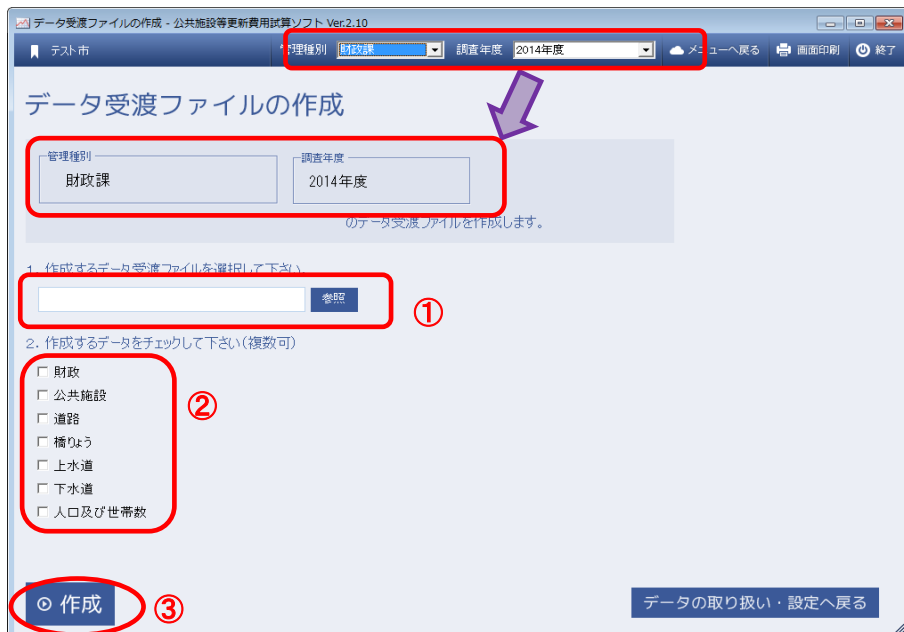 データ受渡ファイルの作成 - 公共施設等更新費用試算ソフト Ver.2.10
テスト市 管理種別 財政課 調査年度 2014年度 メニューへ戻る 画面印刷 終了
データ受渡ファイルの作成
管理種別 調査年度
財政課 2014年度
のデータ受渡ファイルを作成します。
1. 作成するデータ受渡ファイルを選択して下さい。
参照 ①
2. 作成するデータをチェックして下さい(複数可)
財政
公共施設 ②
道路
橋りょう
上水道
下水道
人口及び世帯数
作成 ③ データの取り扱い・設定へ戻る